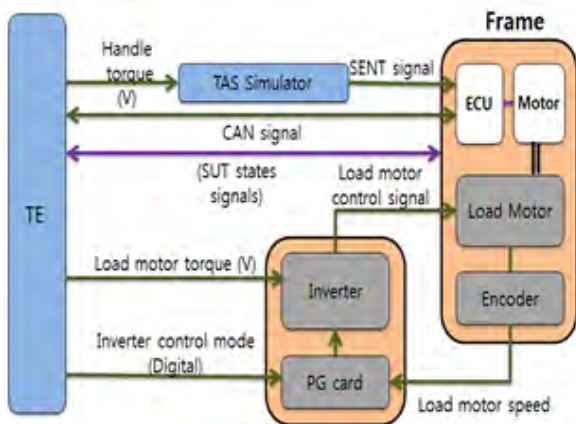 Frame
Handle
torque
(V)
TAS Simulator
SENT signal
ECU
Motor
CAN signal
(SUT states
signals)
Load motor
control signal
TE
Load Motor
Load motor torque (V)
Inverter
Encoder
Inverter control mode
(Digital)
PG card
Load motor speed